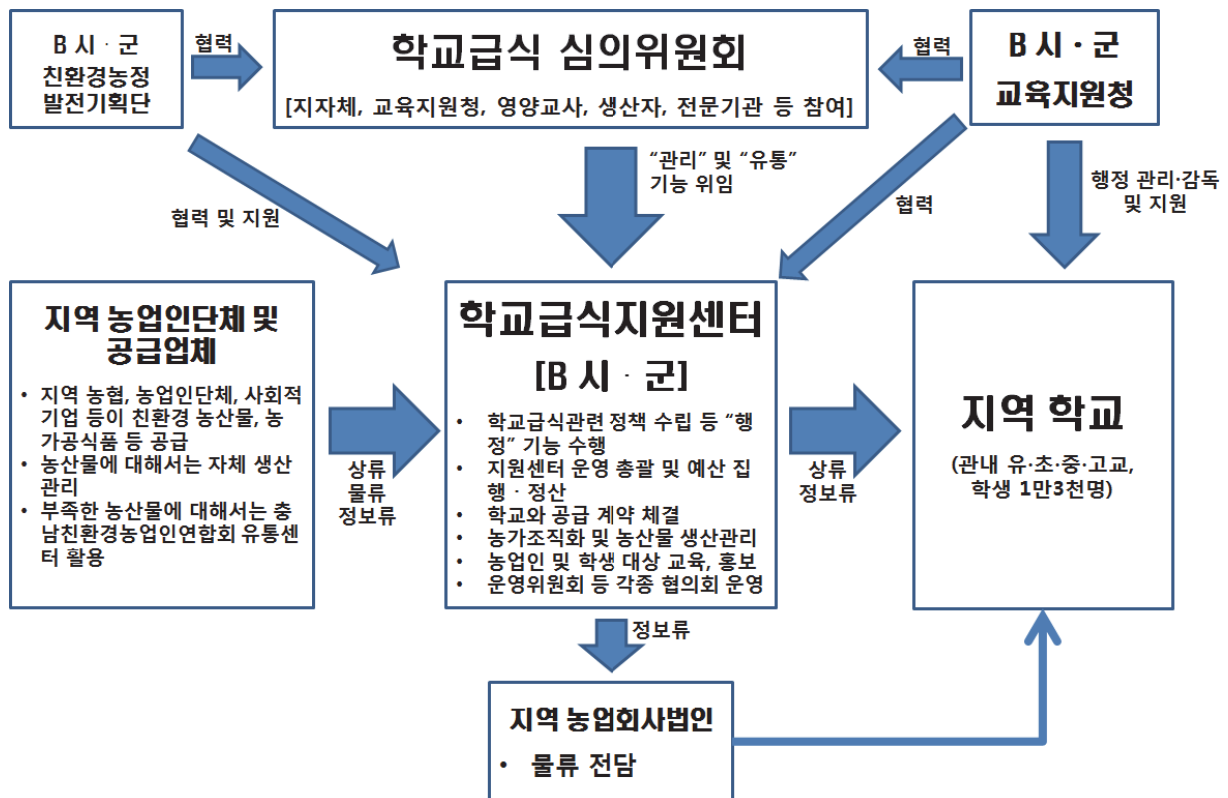 B 시 · 군
친환경농정
발전기획단
협력
학교급식 심의위원회
[지자체, 교육지원청, 영양교사, 생산자, 전문기관 등 참여]
협력
B 시 · 군
교육지원청
협력 및 지원
“관리” 및 “유통”
기능 위임
협력
행정 관리·감독
및 지원
지역 농업인단체 및
공급업체
• 지역 농협, 농업인단체, 사회적
기업 등이 친환경 농산물, 농
가공식품 등 공급
• 농산물에 대해서는 자체 생산
관리
• 부족한 농산물에 대해서는 충
남친환경농업인연합회 유통센
터 활용
상류
물류
정보류
학교급식지원센터
[B 시 · 군]
• 학교급식관련 정책 수립 등 “행
정” 기능 수행
• 지원센터 운영 총괄 및 예산 집
행 · 정산
• 학교와 공급 계약 체결
• 농가조직화 및 농산물 생산관리
• 농업인 및 학생 대상 교육, 홍보
• 운영위원회 등 각종 협의회 운영
상류
정보류
지역 학교
(관내 유·초·중·고교,
학생 1만3천명)
정보류
지역 농업회사법인
• 물류 전담